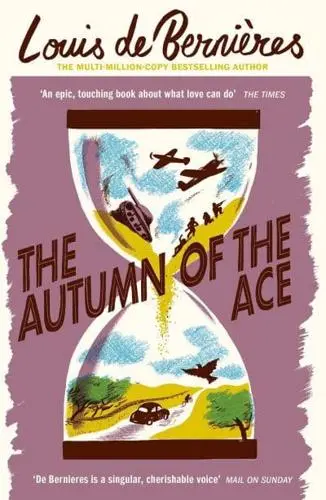 Louis de Bernières
THE MULTI-MILLION-COPY BESTSELLING AUTHOR
‘An epic, touching book about what love can do’ THE TIMES
THE
AUTUMN OF THE
ACE
‘De Bernieres is a singular, cherishable voice’ MAIL ON SUNDAY